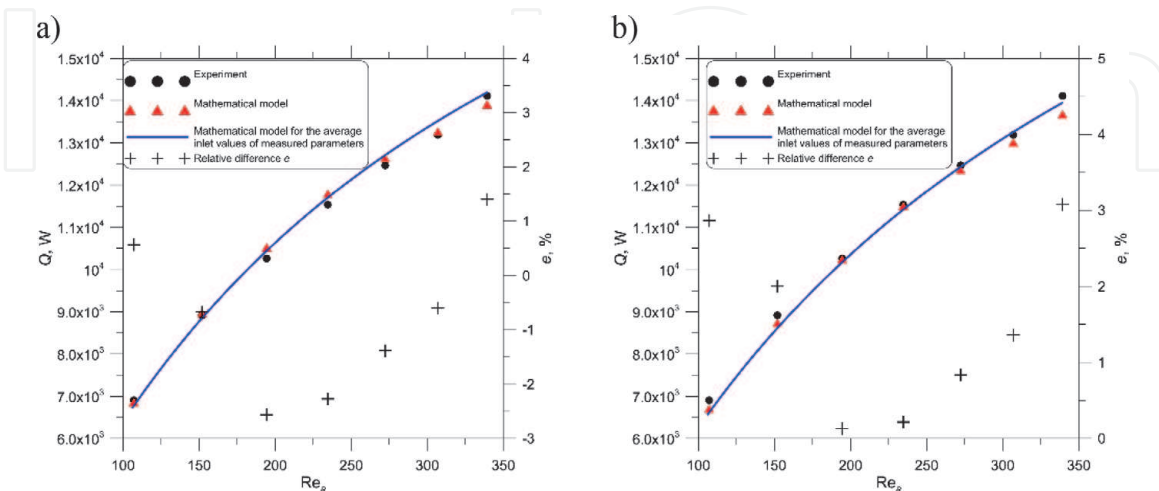 a)
1.5x10⁴
1.4x10⁴
1.3x10⁴
1.2x10⁴
1.1x10⁴
10⁴
9.0x10³
8.0x10³
7.0x10³
6.0x10³
Q, W
Experiment
Mathematical model
Mathematical model for the average
inlet values of measured parameters
Relative difference e
4
3
2
1
0
-1
-2
-3
e, %
100 150 200 250 300 350
Reₐ
b)
1.5x10⁴
1.4x10⁴
1.3x10⁴
1.2x10⁴
1.1x10⁴
10⁴
9.0x10³
8.0x10³
7.0x10³
6.0x10³
Q, W
Experiment
Mathematical model
Mathematical model for the average
inlet values of measured parameters
Relative difference e
5
4
3
2
1
0
e, %
100 150 200 250 300 350
Reₐ